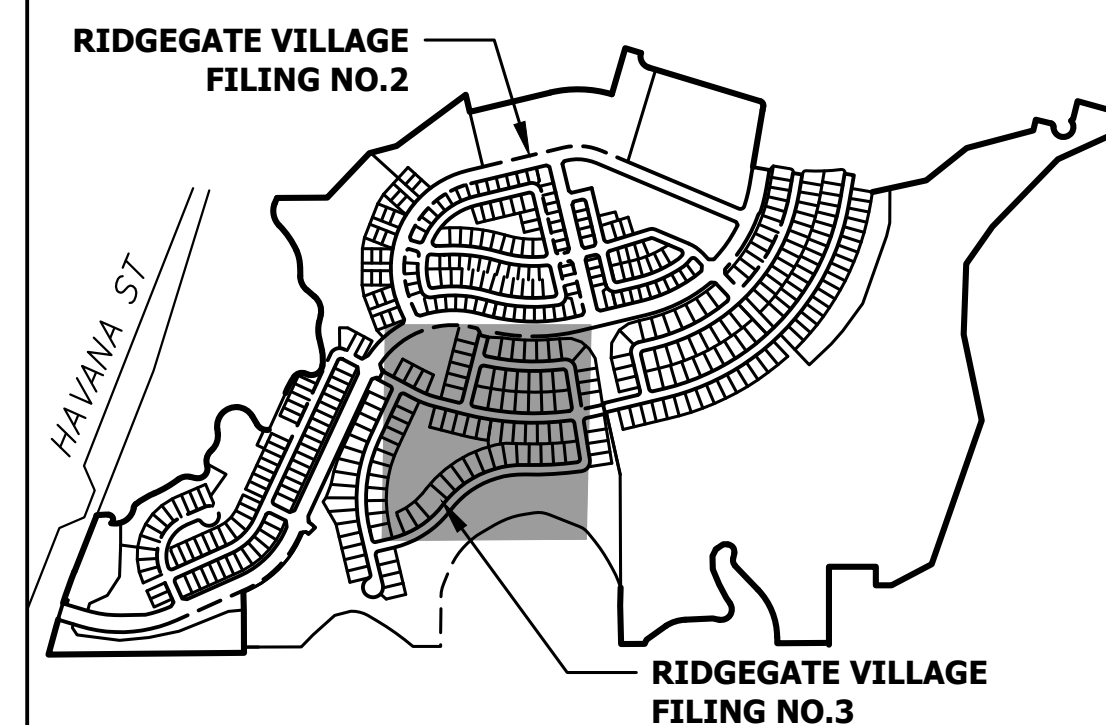 RIDGEGATE VILLAGE
FILING NO.2
HAVANA ST
RIDGEGATE VILLAGE
FILING NO.3